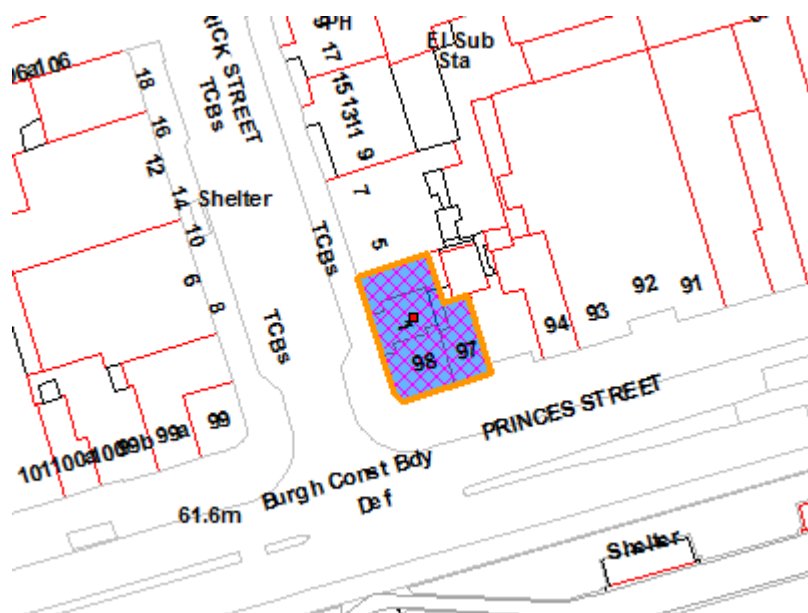 PH
El Sub
Sta
17
15
13
11
9
7
5
106
18
16
12
14
10
6
8
RICK STREET
TCBs
Shelter
TCBs
TCBs
98
97
94
93
92
91
PRINCES STREET
101
100a
100
99b
99a
99
Burgh Const Bdy
Def
61.6m
Shelter